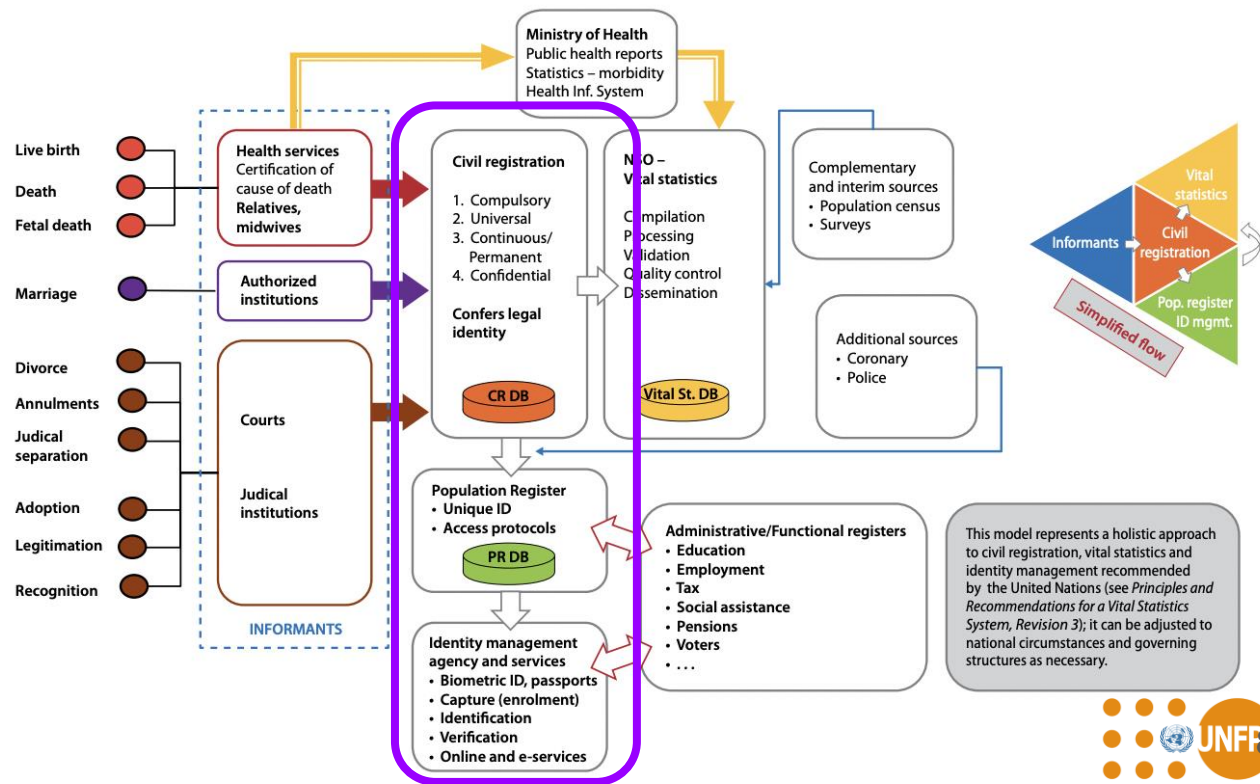 Ministry of Health
Public health reports
Statistics – morbidity
Health Inf. System
Live birth
Death
Fetal death
Marriage
Divorce
Annulments
Judical
separation
Adoption
Legitimation
Recognition
Health services
Certification of
cause of death
Relatives,
midwives
Authorized
institutions
Courts
Judical
institutions
INFORMANTS
Civil registration
1. Compulsory
2. Universal
3. Continuous/
Permanent
4. Confidential
Confers legal
identity
CR DB
NSO –
Vital statistics
Compilation
Processing
Validation
Quality control
Dissemination
Vital St. DB
Complementary
and interim sources
• Population census
• Surveys
Additional sources
• Coronary
• Police
Population Register
• Unique ID
• Access protocols
PR DB
Identity management
agency and services
• Biometric ID, passports
• Capture (enrolment)
• Identification
• Verification
• Online and e-services
Administrative/Functional registers
• Education
• Employment
• Tax
• Social assistance
• Pensions
• Voters
• . . .
Vital
statistics
Informants
Civil
registration
Pop. register
ID mgmt.
Simplified flow
This model represents a holistic approach
to civil registration, vital statistics and
identity management recommended
by the United Nations (see Principles and
Recommendations for a Vital Statistics
System, Revision 3); it can be adjusted to
national circumstances and governing
structures as necessary.
UNFP